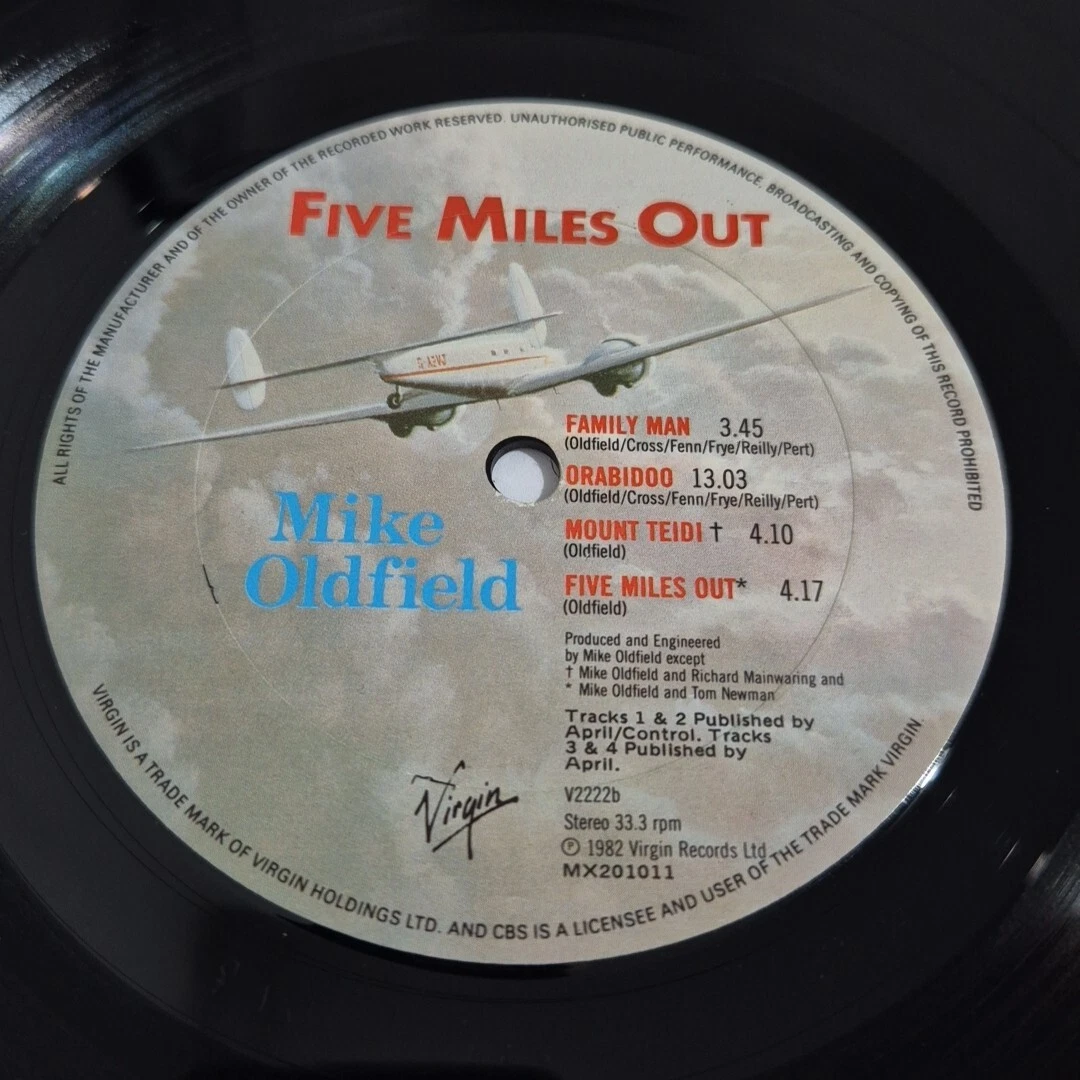 ALL RIGHTS OF THE MANUFACTURER AND OF THE OWNER OF THE RECORDED WORK RESERVED. UNAUTHORISED PUBLIC PERFORMANCE, BROADCASTING AND COPYING OF THIS RECORD PROHIBITED
FIVE MILES OUT
Mike
Oldfield
FAMILY MAN 3.45
(Oldfield/Cross/Fenn/Frye/Reilly/Pert)
ORABIDOO 13.03
(Oldfield/Cross/Fenn/Frye/Reilly/Pert)
MOUNT TEIDI † 4.10
(Oldfield)
FIVE MILES OUT* 4.17
(Oldfield)
Produced and Engineered
by Mike Oldfield except
† Mike Oldfield and Richard Mainwaring and
* Mike Oldfield and Tom Newman
Tracks 1 & 2 Published by
April/Control. Tracks
3 & 4 Published by
April.
Virgin
V2222b
Stereo 33.3 rpm
Ⓟ 1982 Virgin Records Ltd
MX201011
VIRGIN IS A TRADE MARK OF VIRGIN HOLDINGS LTD. AND CBS IS A LICENSEE AND USER OF THE TRADE MARK VIRGIN.